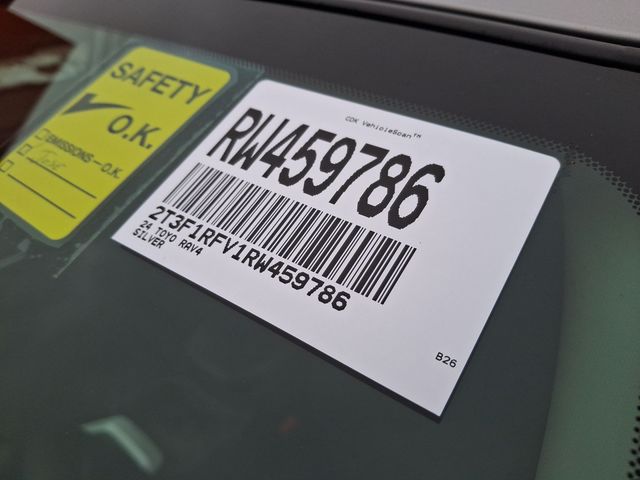 SAFETY
O.K.
EMISSIONS—O.K.
CDK VehicleScan™
RW459786
2T3F1RFV1RW459786
24 TOYO RAV4
SILVER
B26